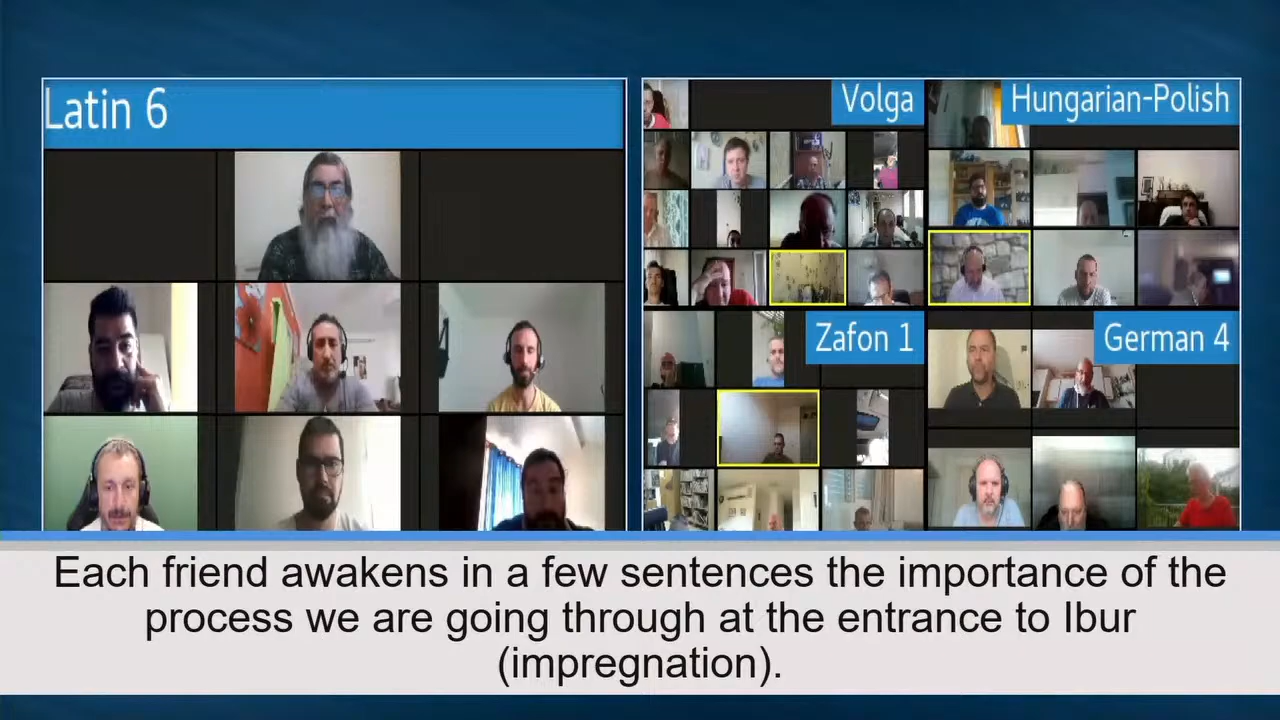 Latin 6
Volga
Hungarian-Polish
Zafon 1
German 4
Each friend awakens in a few sentences the importance of the
process we are going through at the entrance to Ibur
(impregnation).